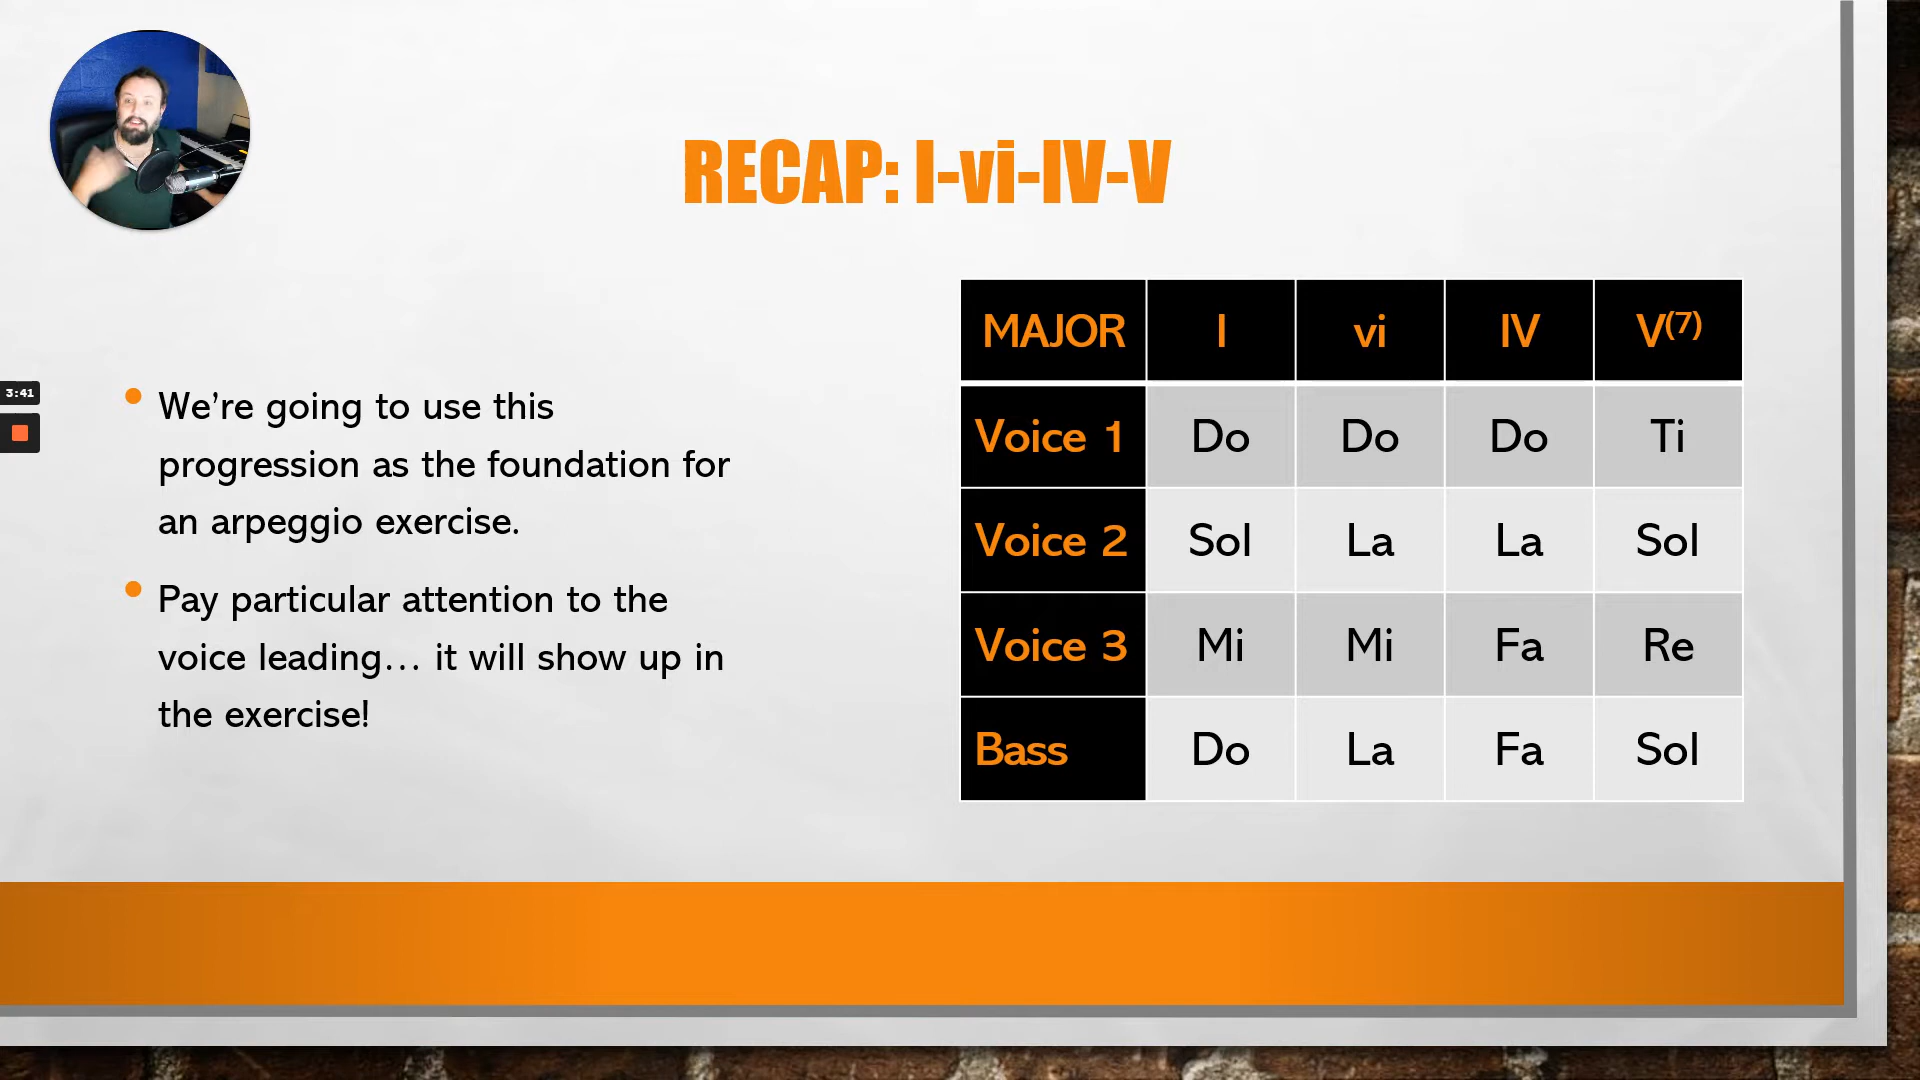 RECAP: I-vi-IV-V
3:41
We’re going to use this
progression as the foundation for
an arpeggio exercise.
Pay particular attention to the
voice leading… it will show up in
the exercise!
MAJOR I vi IV V(7)
Voice 1 Do Do Do Ti
Voice 2 Sol La La Sol
Voice 3 Mi Mi Fa Re
Bass Do La Fa Sol